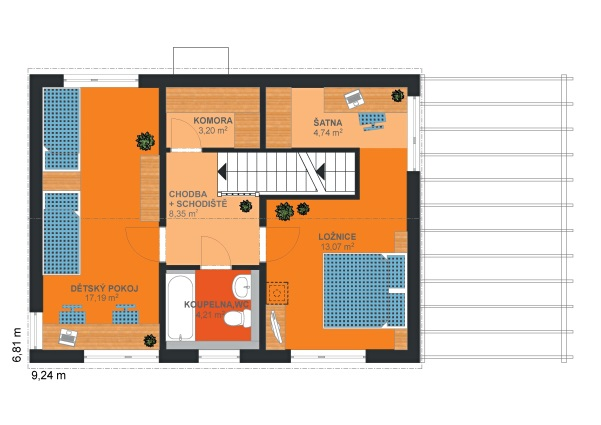 KOMORA
3,20 m²
ŠATNA
4,74 m²
CHODBA
+ SCHODIŠTĚ
8,35 m²
LOŽNICE
13,07 m²
DĚTSKÝ POKOJ
17,19 m²
KOUPELNA,WC
4,21 m²
6,81 m
9,24 m